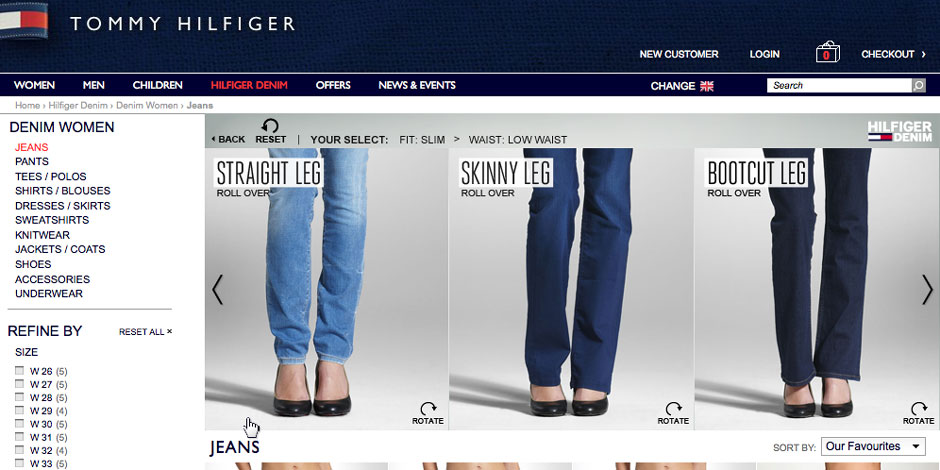 TOMMY HILFIGER
NEW CUSTOMER LOGIN 0 CHECKOUT ›
WOMEN MEN CHILDREN HILFIGER DENIM OFFERS NEWS & EVENTS CHANGE Search
Home › Hilfiger Denim › Denim Women › Jeans
DENIM WOMEN
JEANS
PANTS
TEES / POLOS
SHIRTS / BLOUSES
DRESSES / SKIRTS
SWEATSHIRTS
KNITWEAR
JACKETS / COATS
SHOES
ACCESSORIES
UNDERWEAR
REFINE BY RESET ALL ×
SIZE
W 26 (5)
W 27 (5)
W 28 (5)
W 29 (4)
W 30 (5)
W 31 (5)
W 32 (4)
W 33 (5)
BACK RESET | YOUR SELECT: FIT: SLIM > WAIST: LOW WAIST
HILFIGER
DENIM
STRAIGHT LEG
ROLL OVER
ROTATE
SKINNY LEG
ROLL OVER
ROTATE
BOOTCUT LEG
ROLL OVER
ROTATE
JEANS
SORT BY: Our Favourites